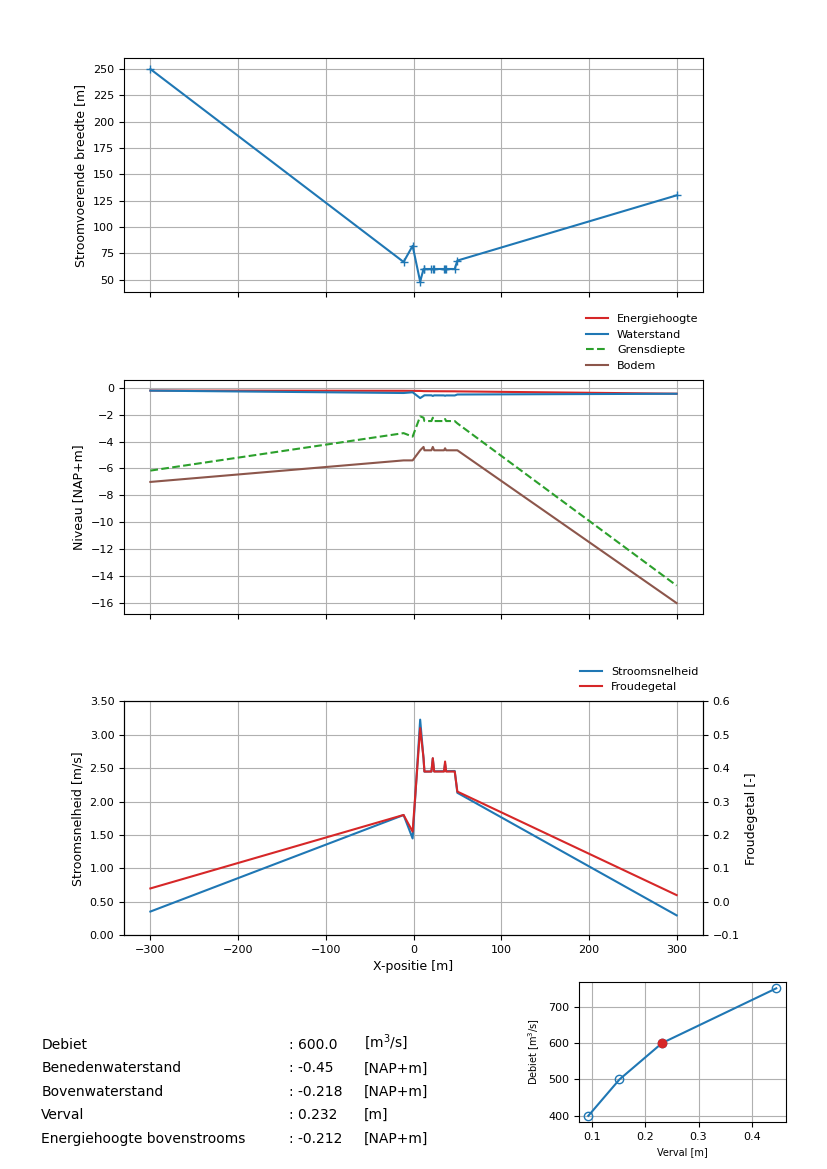 Stroomvoerende breedte [m]
250
225
200
175
150
125
100
75
50
Energiehoogte
Waterstand
Grensdiepte
Bodem
Niveau [NAP+m]
0
−2
−4
−6
−8
−10
−12
−14
−16
Stroomsnelheid
Froudegetal
Stroomsnelheid [m/s]
3.50
3.00
2.50
2.00
1.50
1.00
0.50
0.00
0.6
0.5
0.4
0.3
0.2
0.1
0.0
−0.1
Froudegetal [-]
−300 −200 −100 0 100 200 300
X-positie [m]
Debiet : 600.0 [m³/s]
Benedenwaterstand : -0.45 [NAP+m]
Bovenwaterstand : -0.218 [NAP+m]
Verval : 0.232 [m]
Energiehoogte bovenstrooms : -0.212 [NAP+m]
Debiet [m³/s]
700
600
500
400
0.1 0.2 0.3 0.4
Verval [m]